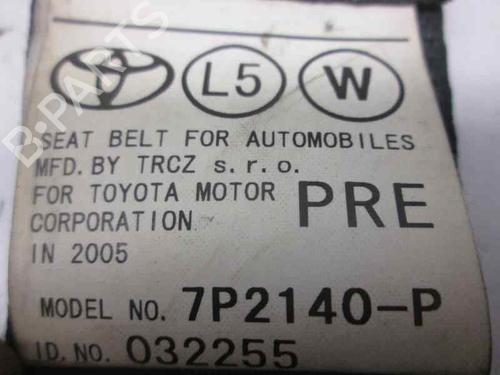 L5 W
SEAT BELT FOR AUTOMOBILES
MFD. BY TRCZ s. r. o.
FOR TOYOTA MOTOR
CORPORATION
PRE
IN 2005
MODEL NO. 7P2140-P
ID. NO. 032255
B-PARTS